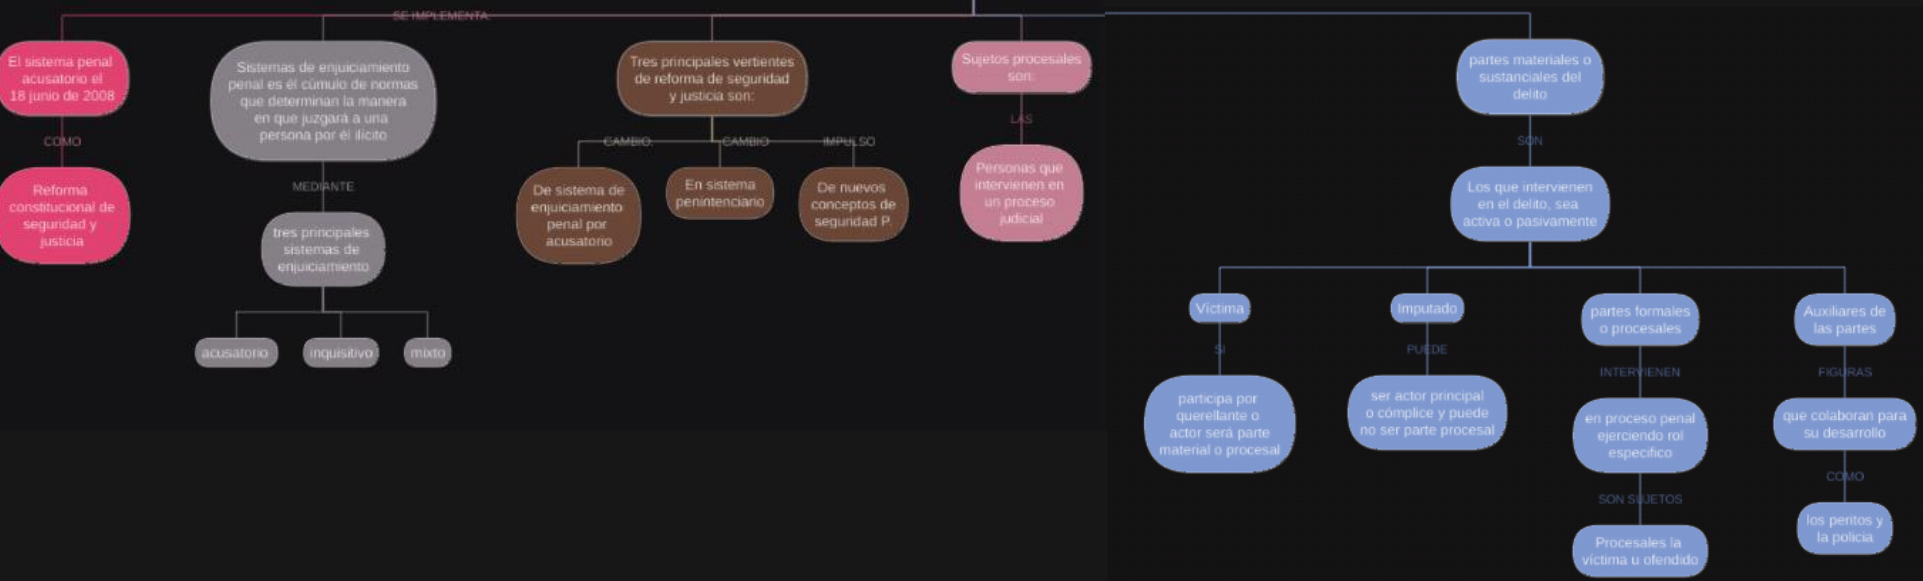 SE IMPLEMENTA:
El sistema penal
acusatorio el
18 junio de 2008
COMO
Reforma
constitucional de
seguridad y
justicia
Sistemas de enjuiciamiento
penal es él cúmulo de normas
que determinan la manera
en que juzgará a una
persona por él ilícito
MEDIANTE
tres principales
sistemas de
enjuiciamiento
acusatorio
inquisitivo
mixto
Tres principales vertientes
de reforma de seguridad
y justicia son:
CAMBIO:
De sistema de
enjuiciamiento
penal por
acusatorio
CAMBIO
En sistema
penintenciario
IMPULSO
De nuevos
conceptos de
seguridad P.
Sujetos procesales
son:
LAS
Personas que
intervienen en
un proceso
judicial
partes materiales o
sustanciales del
delito
SON
Los que intervienen
en el delito, sea
activa o pasivamente
Víctima
SI
participa por
querellante o
actor será parte
material o procesal
Imputado
PUEDE
ser actor principal
o cómplice y puede
no ser parte procesal
partes formales
o procesales
INTERVIENEN
en proceso penal
ejerciendo rol
especifico
SON SUJETOS
Procesales la
víctima u ofendido
Auxiliares de
las partes
FIGURAS
que colaboran para
su desarrollo
COMO
los peritos y
la policia